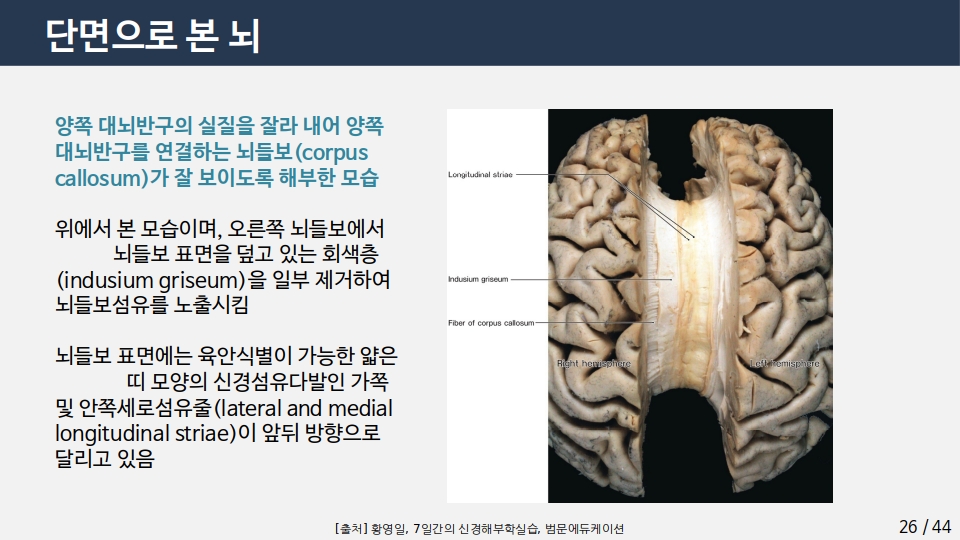 단면으로 본 뇌
양쪽 대뇌반구의 실질을 잘라 내어 양쪽
대뇌반구를 연결하는 뇌들보(corpus
callosum)가 잘 보이도록 해부한 모습
위에서 본 모습이며, 오른쪽 뇌들보에서
뇌들보 표면을 덮고 있는 회색층
(indusium griseum)을 일부 제거하여
뇌들보섬유를 노출시킴
뇌들보 표면에는 육안식별이 가능한 얇은
띠 모양의 신경섬유다발인 가쪽
및 안쪽세로섬유줄(lateral and medial
longitudinal striae)이 앞뒤 방향으로
달리고 있음
Longitudinal striae
Indusium griseum
Fiber of corpus callosum
Right hemisphere
Left hemisphere
[출처] 황영일, 7일간의 신경해부학실습, 범문에듀케이션
26 / 44